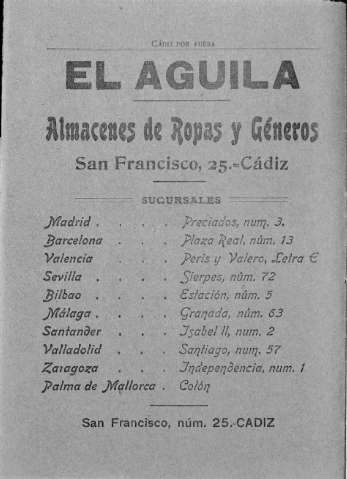 CÁDIZ POR FUERA
EL AGUILA
Almacenes de Ropas y Géneros
San Francisco, 25.-Cádiz
SUCURSALES
Madrid . . . . . Preciados, num. 3.
Barcelona . . . Plaza Real, núm. 13
Valencia . . . Peris y Valero, Letra E
Sevilla . . . . Sierpes, núm. 72
Bilbao . . . . Estación, núm. 5
Málaga . . . . Granada, núm. 63
Santander . . . Isabel II, num. 2
Valladolid . . . Santiago, num. 57
Zaragoza . . . Independencia, num. 1
Palma de Mallorca . Colón
San Francisco, núm. 25.-CADIZ